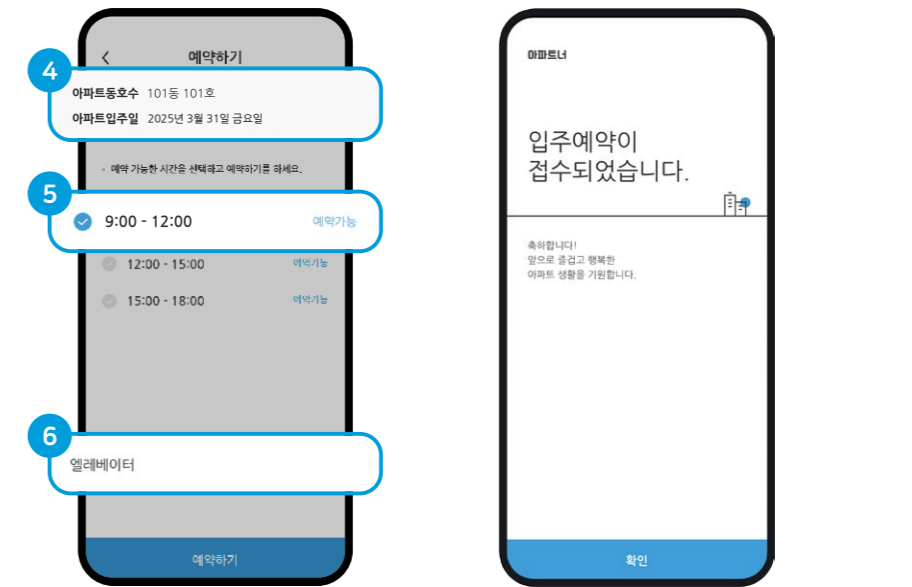 예약하기
4
아파트동호수 101동 101호
아파트입주일 2025년 3월 31일 금요일
- 예약 가능한 시간을 선택하고 예약하기를 하세요.
5
9:00 - 12:00 예약가능
12:00 - 15:00 예약가능
15:00 - 18:00 예약가능
6
엘레베이터
예약하기
아파트너
입주예약이
접수되었습니다.
축하합니다!
앞으로 즐겁고 행복한
아파트 생활을 기원합니다.
확인